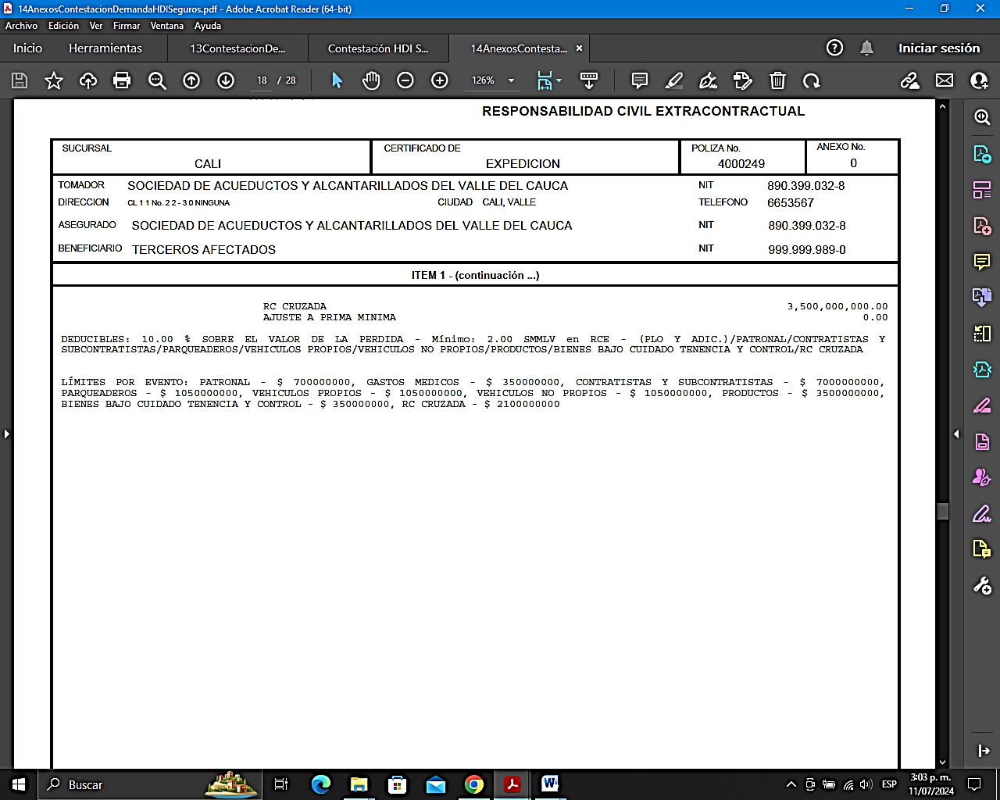 14AnexosContestacionDemandaHDISeguros.pdf - Adobe Acrobat Reader (64-bit)
Archivo Edición Ver Firmar Ventana Ayuda
Inicio Herramientas 13ContestacionDe... Contestación HDI S... 14AnexosContesta... × Iniciar sesión
18 / 28 126%
RESPONSABILIDAD CIVIL EXTRACONTRACTUAL
SUCURSAL CERTIFICADO DE POLIZA No. ANEXO No.
CALI EXPEDICION 4000249 0
TOMADOR SOCIEDAD DE ACUEDUCTOS Y ALCANTARILLADOS DEL VALLE DEL CAUCA NIT 890.399.032-8
DIRECCION CL 1 1 No. 2 2 - 3 0 NINGUNA CIUDAD CALI, VALLE TELEFONO 6653567
ASEGURADO SOCIEDAD DE ACUEDUCTOS Y ALCANTARILLADOS DEL VALLE DEL CAUCA NIT 890.399.032-8
BENEFICIARIO TERCEROS AFECTADOS NIT 999.999.989-0
ITEM 1 - (continuación ...)
RC CRUZADA 3,500,000,000.00
AJUSTE A PRIMA MINIMA 0.00
DEDUCIBLES: 10.00 % SOBRE EL VALOR DE LA PERDIDA - Mínimo: 2.00 SMMLV en RCE - (PLO Y ADIC.)/PATRONAL/CONTRATISTAS Y
SUBCONTRATISTAS/PARQUEADEROS/VEHICULOS PROPIOS/VEHICULOS NO PROPIOS/PRODUCTOS/BIENES BAJO CUIDADO TENENCIA Y CONTROL/RC CRUZADA
LÍMITES POR EVENTO: PATRONAL - $ 700000000, GASTOS MEDICOS - $ 350000000, CONTRATISTAS Y SUBCONTRATISTAS - $ 7000000000,
PARQUEADEROS - $ 1050000000, VEHICULOS PROPIOS - $ 1050000000, VEHICULOS NO PROPIOS - $ 1050000000, PRODUCTOS - $ 3500000000,
BIENES BAJO CUIDADO TENENCIA Y CONTROL - $ 350000000, RC CRUZADA - $ 2100000000
Buscar
ESP
3:03 p. m.
11/07/2024